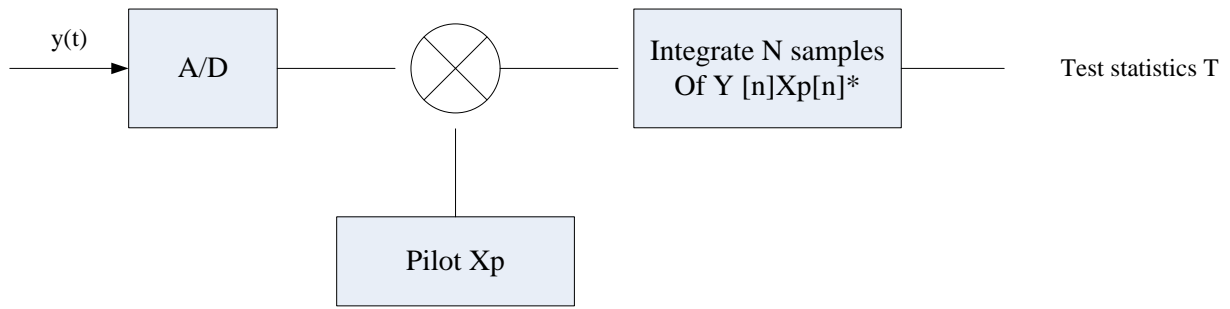 y(t)
A/D
Integrate N samples
Of Y [n]Xp[n]*
Test statistics T
Pilot Xp